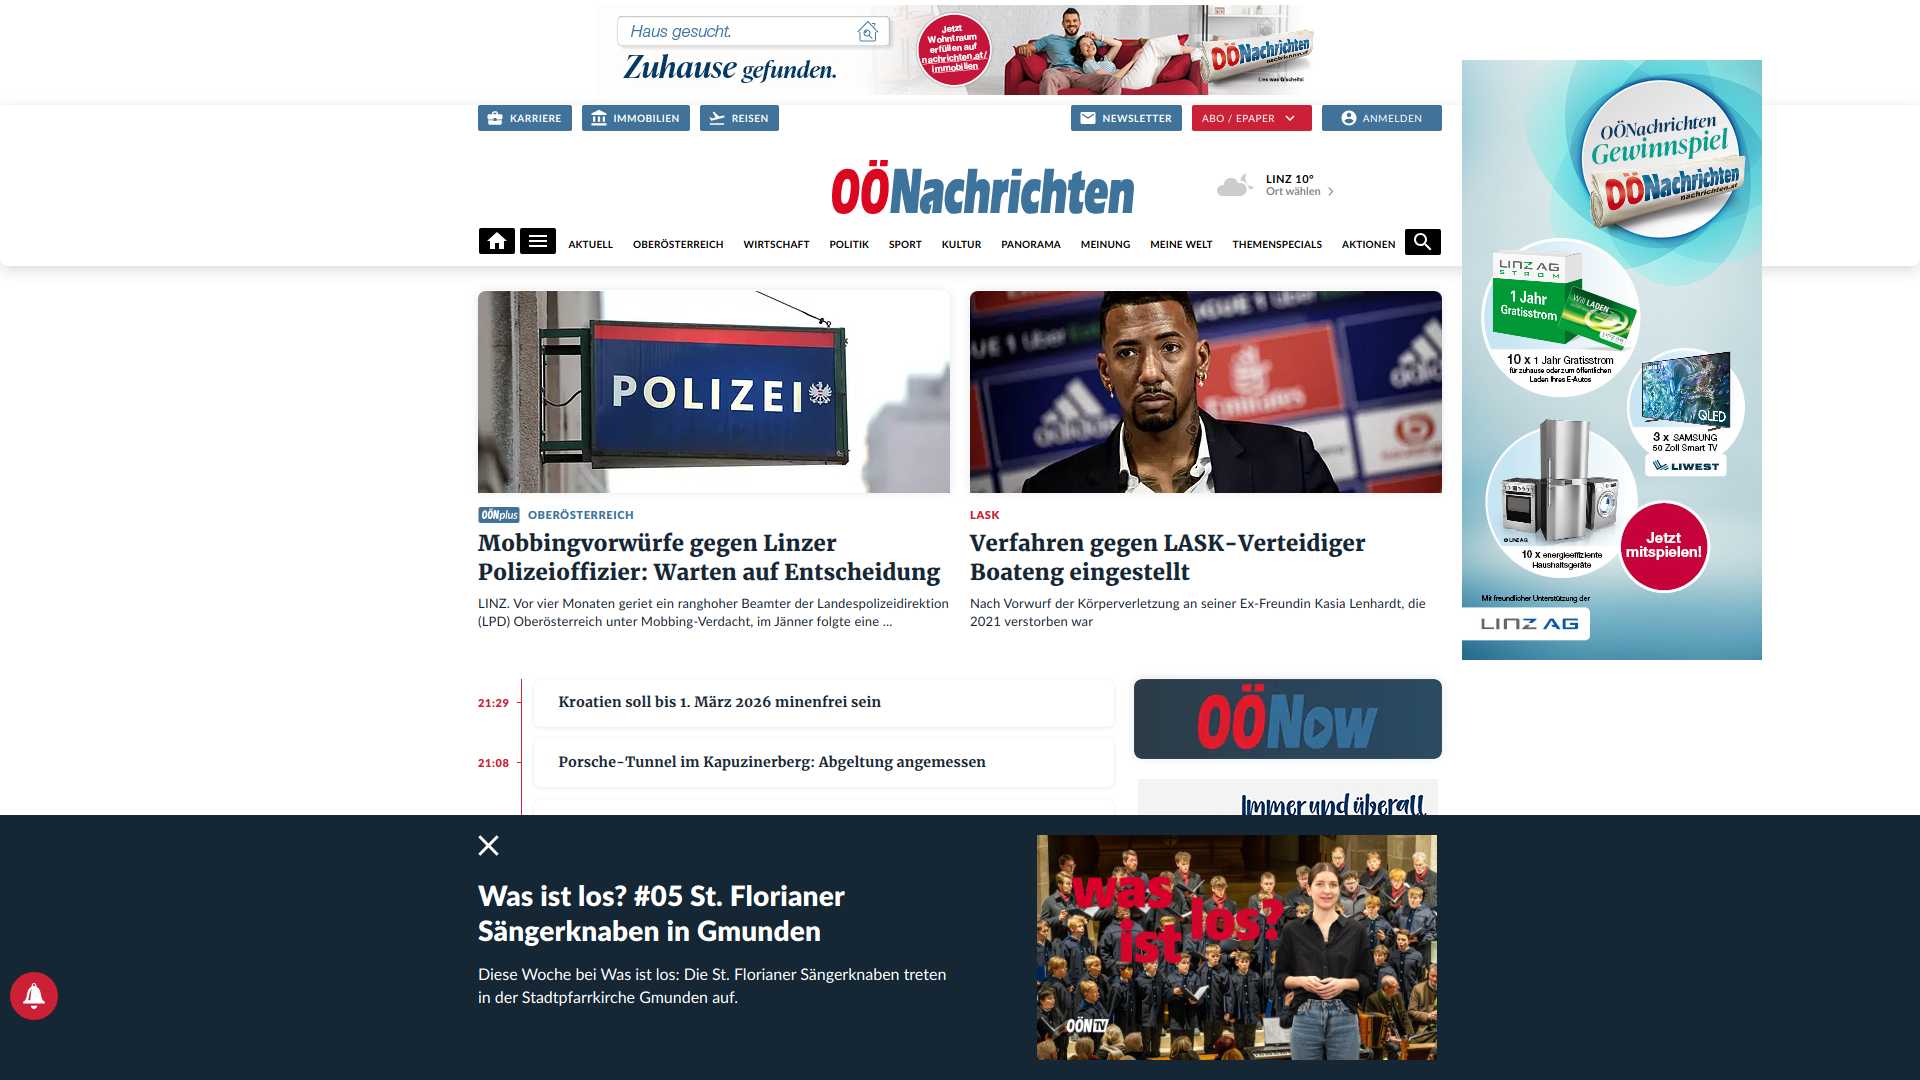 Haus gesucht.
Zuhause gefunden.
Jetzt
Wohntraum
erfüllen auf
nachrichten.at/
immobilien
OÖNachrichten
KARRIERE
IMMOBILIEN
REISEN
NEWSLETTER
ABO / EPAPER
ANMELDEN
OÖNachrichten
LINZ 10°
Ort wählen
AKTUELL
OBERÖSTERREICH
WIRTSCHAFT
POLITIK
SPORT
KULTUR
PANORAMA
MEINUNG
MEINE WELT
THEMENSPECIALS
AKTIONEN
OÖNachrichten
Gewinnspiel
OÖNachrichten
nachrichten.at
LINZ AG
STROM
1 Jahr
Gratisstrom
Will LADEN
10 x 1 Jahr Gratisstrom
für zuhause oder zum öffentlichen
Laden Ihres E-Autos
QLED
3 x SAMSUNG
50 Zoll Smart TV
LIWEST
© LINZ AG
10 x energieeffiziente
Haushaltsgeräte
Jetzt
mitspielen!
Mit freundlicher Unterstützung der
LINZ AG
POLIZEI
Emirates
adidas
OÖNplus OBERÖSTERREICH
Mobbingvorwürfe gegen Linzer
Polizeioffizier: Warten auf Entscheidung
LINZ. Vor vier Monaten geriet ein ranghoher Beamter der Landespolizeidirektion
(LPD) Oberösterreich unter Mobbing-Verdacht, im Jänner folgte eine ...
LASK
Verfahren gegen LASK-Verteidiger
Boateng eingestellt
Nach Vorwurf der Körperverletzung an seiner Ex-Freundin Kasia Lenhardt, die
2021 verstorben war
21:29 Kroatien soll bis 1. März 2026 minenfrei sein
21:08 Porsche-Tunnel im Kapuzinerberg: Abgeltung angemessen
OÖNow
Immer und überall
Was ist los? #05 St. Florianer
Sängerknaben in Gmunden
Diese Woche bei Was ist los: Die St. Florianer Sängerknaben treten
in der Stadtpfarrkirche Gmunden auf.
was
ist los?
OÖN TV